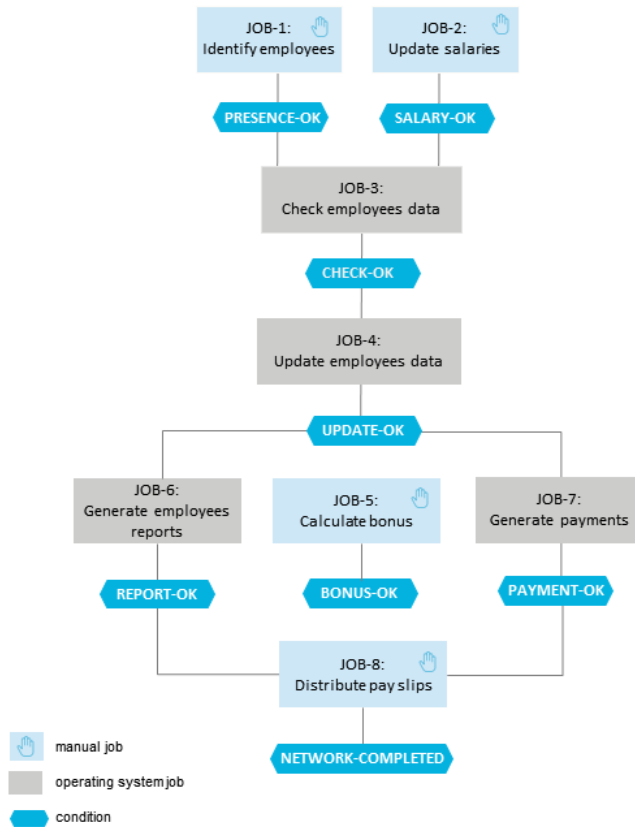 JOB-1:
Identify employees
JOB-2:
Update salaries
PRESENCE-OK
SALARY-OK
JOB-3:
Check employees data
CHECK-OK
JOB-4:
Update employees data
UPDATE-OK
JOB-6:
Generate employees
reports
JOB-5:
Calculate bonus
JOB-7:
Generate payments
REPORT-OK
BONUS-OK
PAYMENT-OK
JOB-8:
Distribute pay slips
NETWORK-COMPLETED
manual job
operating system job
condition